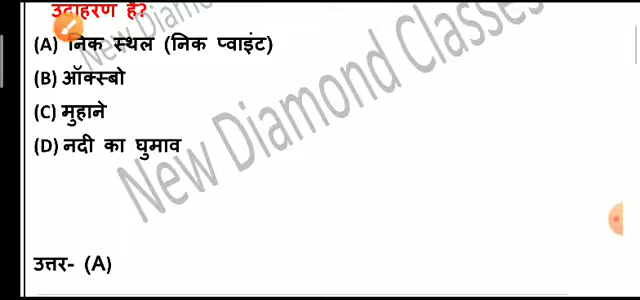 उदाहरण है?
(A) निक स्थल (निक प्वाइंट)
(B) ऑक्स्बो
(C) मुहाने
(D) नदी का घुमाव
New Diamond Classes
उत्तर- (A)